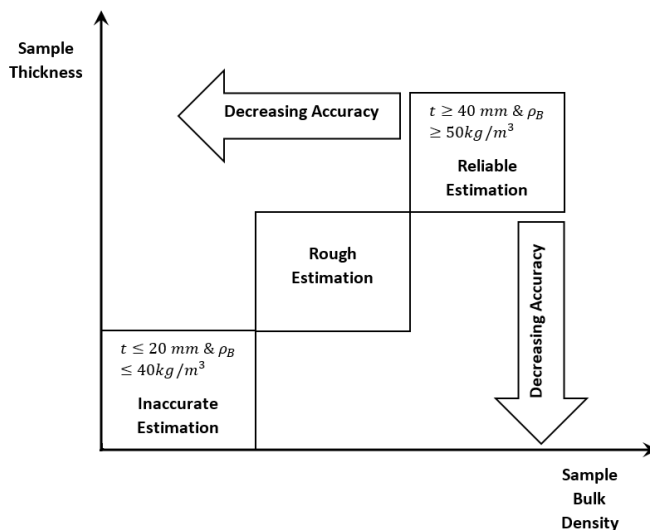 Sample
Thickness
Decreasing Accuracy
t ≥ 40 mm & ρ_B
≥ 50kg/m³
Reliable
Estimation
Rough
Estimation
Decreasing Accuracy
t ≤ 20 mm & ρ_B
≤ 40kg/m³
Inaccurate
Estimation
Sample
Bulk
Density